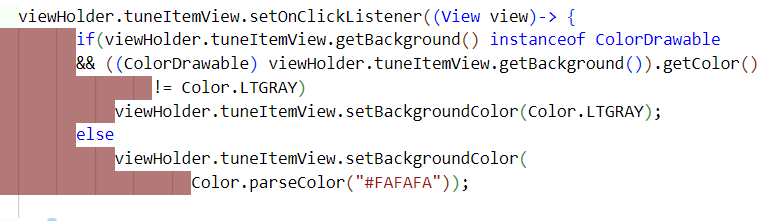 viewHolder.tuneItemView.setOnClickListener((View view)-> {
if(viewHolder.tuneItemView.getBackground() instanceof ColorDrawable
&& ((ColorDrawable) viewHolder.tuneItemView.getBackground()).getColor()
!= Color.LTGRAY)
viewHolder.tuneItemView.setBackgroundColor(Color.LTGRAY);
else
viewHolder.tuneItemView.setBackgroundColor(
Color.parseColor("#FAFAFA"));